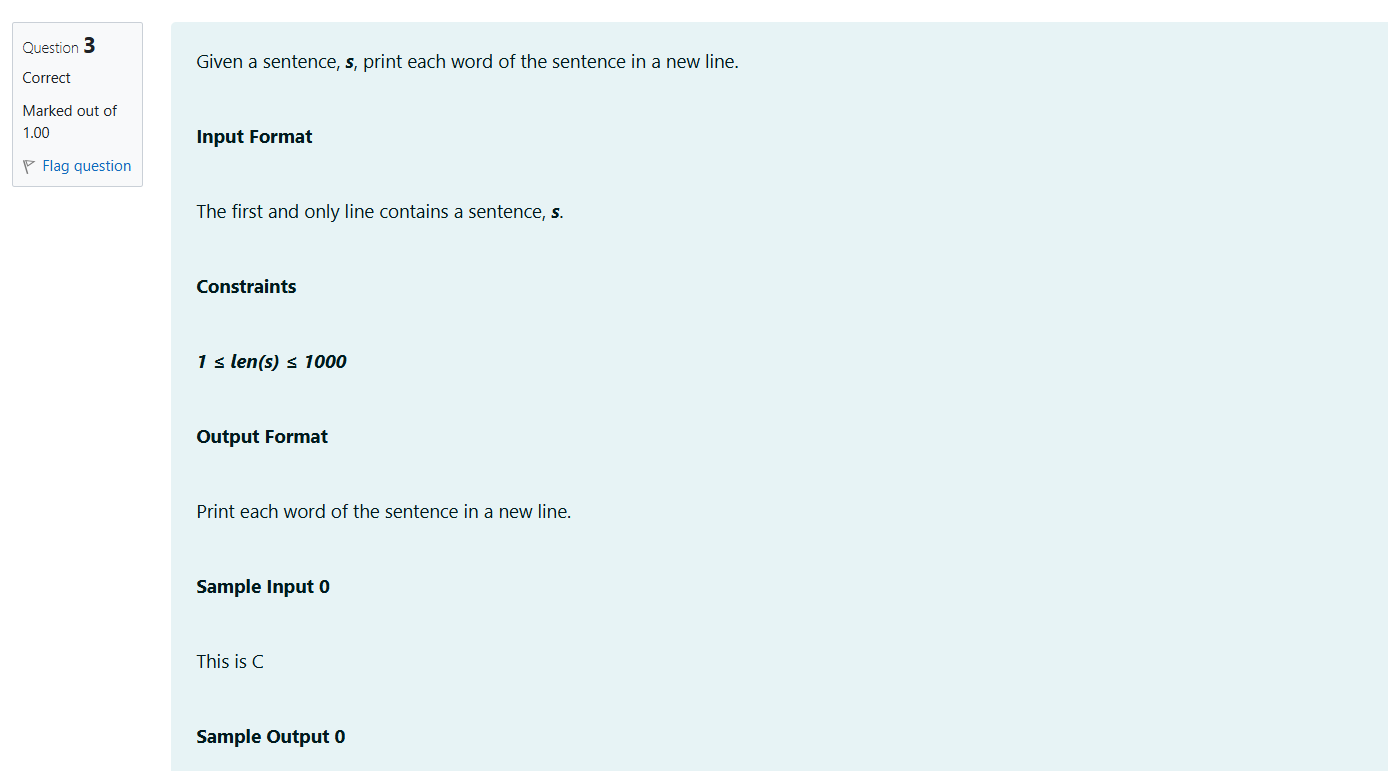 Question 3
Correct
Marked out of
1.00
Flag question
Given a sentence, s, print each word of the sentence in a new line.
Input Format
The first and only line contains a sentence, s.
Constraints
1 ≤ len(s) ≤ 1000
Output Format
Print each word of the sentence in a new line.
Sample Input 0
This is C
Sample Output 0